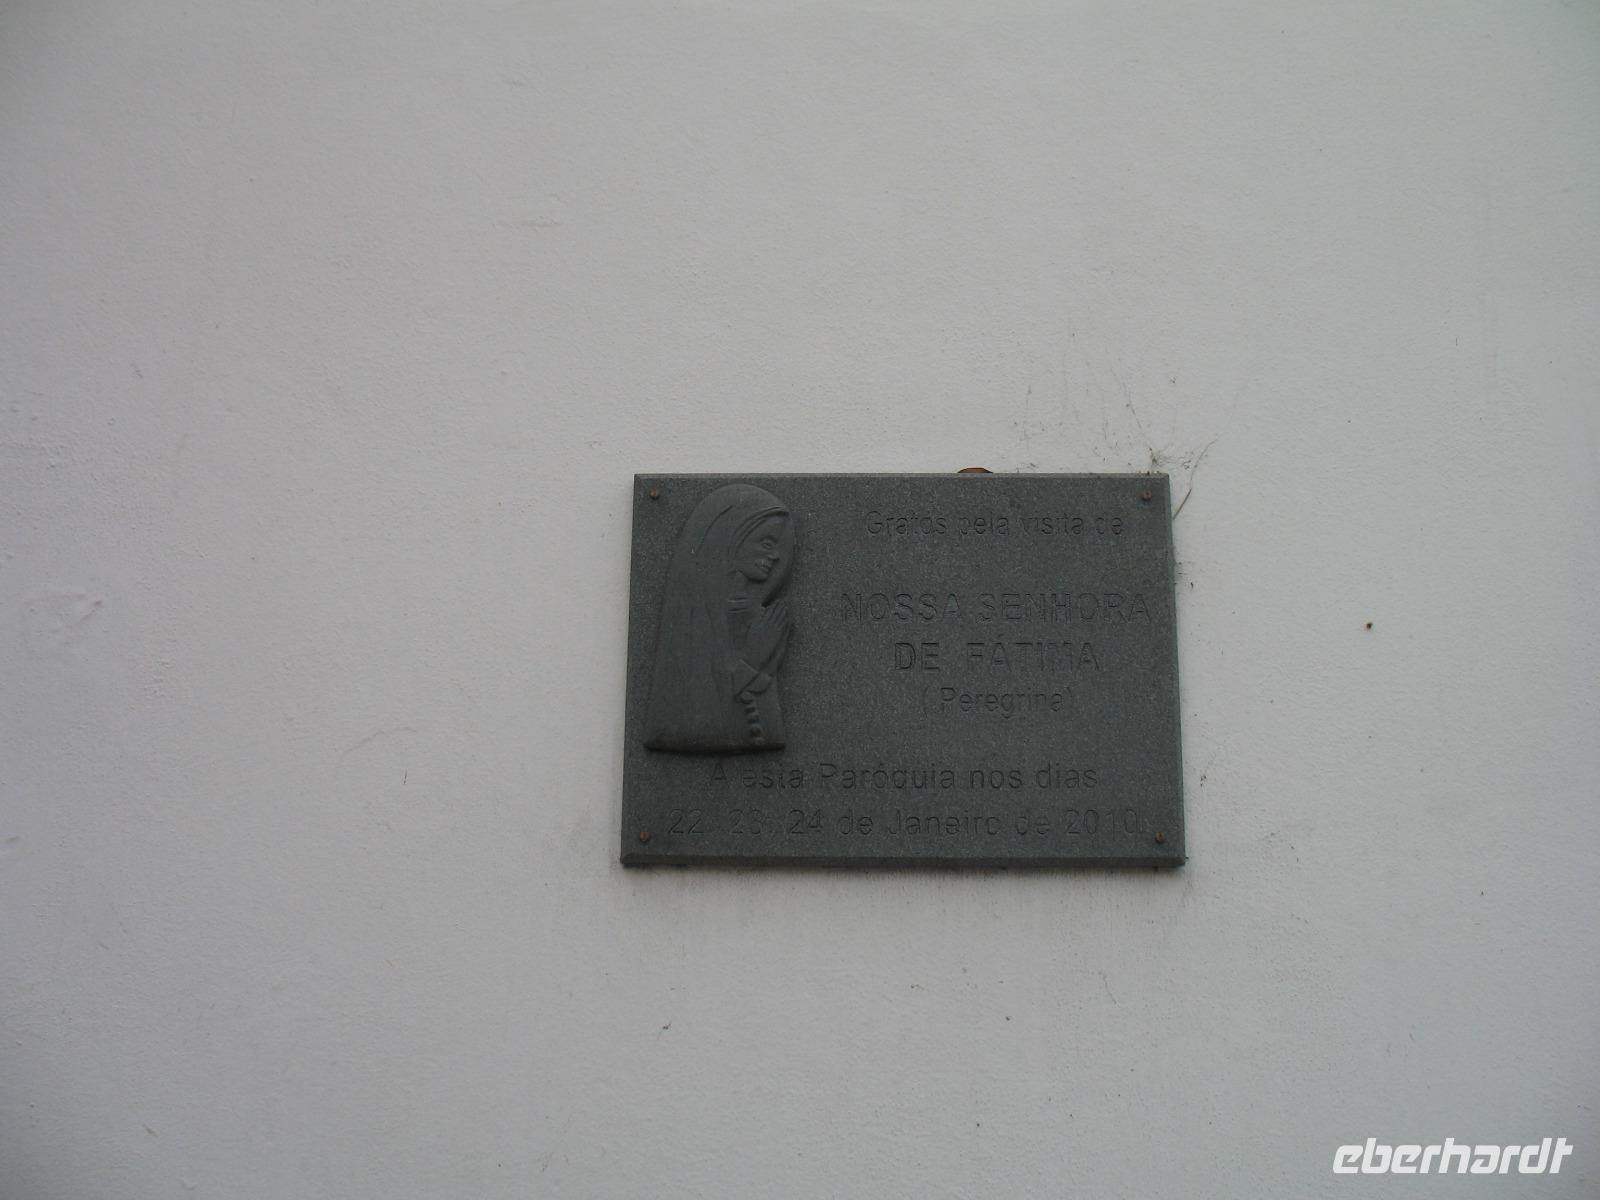 Gratos pela visita de
NOSSA SENHORA
DE FÁTIMA
(Peregrina)
A esta Paróquia nos dias
22, 23, 24 de Janeiro de 2010
eberhardt